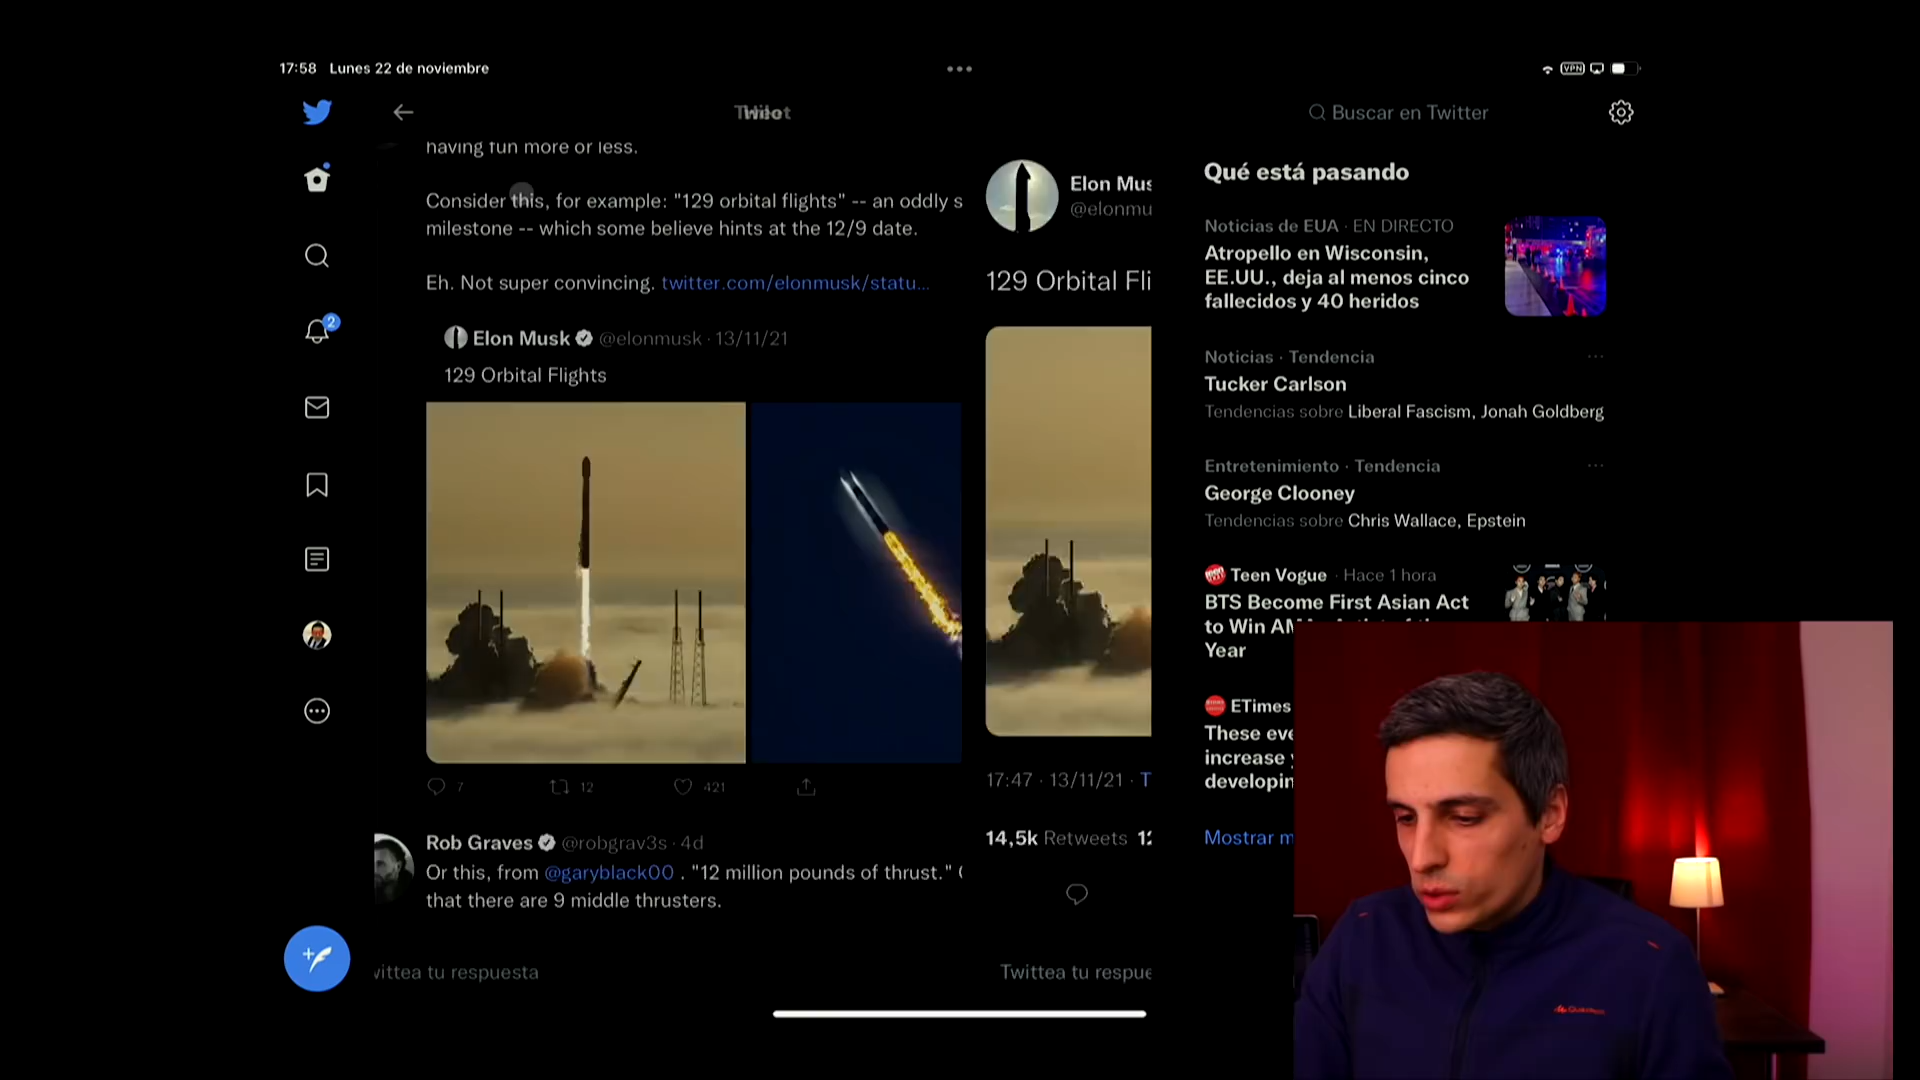 17:58 Lunes 22 de noviembre
VPN
Buscar en Twitter
having fun more or less.
Consider this, for example: "129 orbital flights" -- an oddly s
milestone -- which some believe hints at the 12/9 date.
Eh. Not super convincing. twitter.com/elonmusk/statu...
Elon Musk @elonmusk · 13/11/21
129 Orbital Flights
7 12 421
Rob Graves @robgrav3s · 4d
Or this, from @garyblack00 . "12 million pounds of thrust."
that there are 9 middle thrusters.
wittea tu respuesta
2
Elon Mus
@elonmu
129 Orbital Fli
17:47 · 13/11/21 · T
14,5k Retweets 12
Twittea tu respue
Qué está pasando
Noticias de EUA · EN DIRECTO
Atropello en Wisconsin,
EE.UU., deja al menos cinco
fallecidos y 40 heridos
Noticias · Tendencia
Tucker Carlson
Tendencias sobre Liberal Fascism, Jonah Goldberg
Entretenimiento · Tendencia
George Clooney
Tendencias sobre Chris Wallace, Epstein
Teen Vogue · Hace 1 hora
BTS Become First Asian Act
to Win AM
Year
ETimes
These eve
increase
developin
Mostrar m